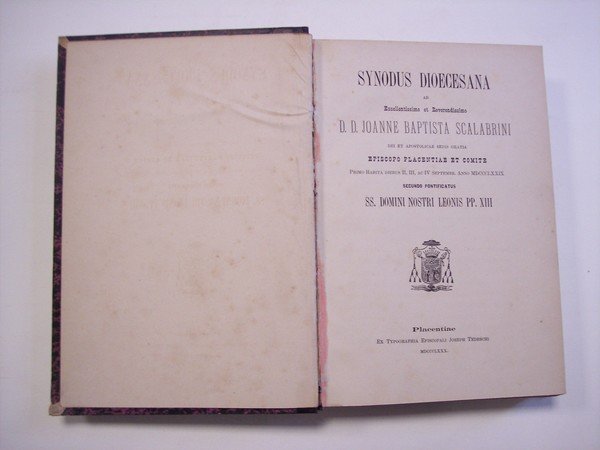 SYNODUS DIOECESANA
AB
Excellentissimo et Reverendissimo
D. D. JOANNE BAPTISTA SCALABRINI
DEI ET APOSTOLICAE SEDIS GRATIA
EPISCOPO PLACENTIAE ET COMITE
PRIMO HABITA DIEBUS II, III, AC IV SEPTEMB. ANNO MDCCCLXXIX.
SECUNDO PONTIFICATUS
SS. DOMINI NOSTRI LEONIS PP. XIII
Placentiae
EX TYPOGRAPHIA EPISCOPALI JOSEPH TEDESCHI
MDCCCLXXX.